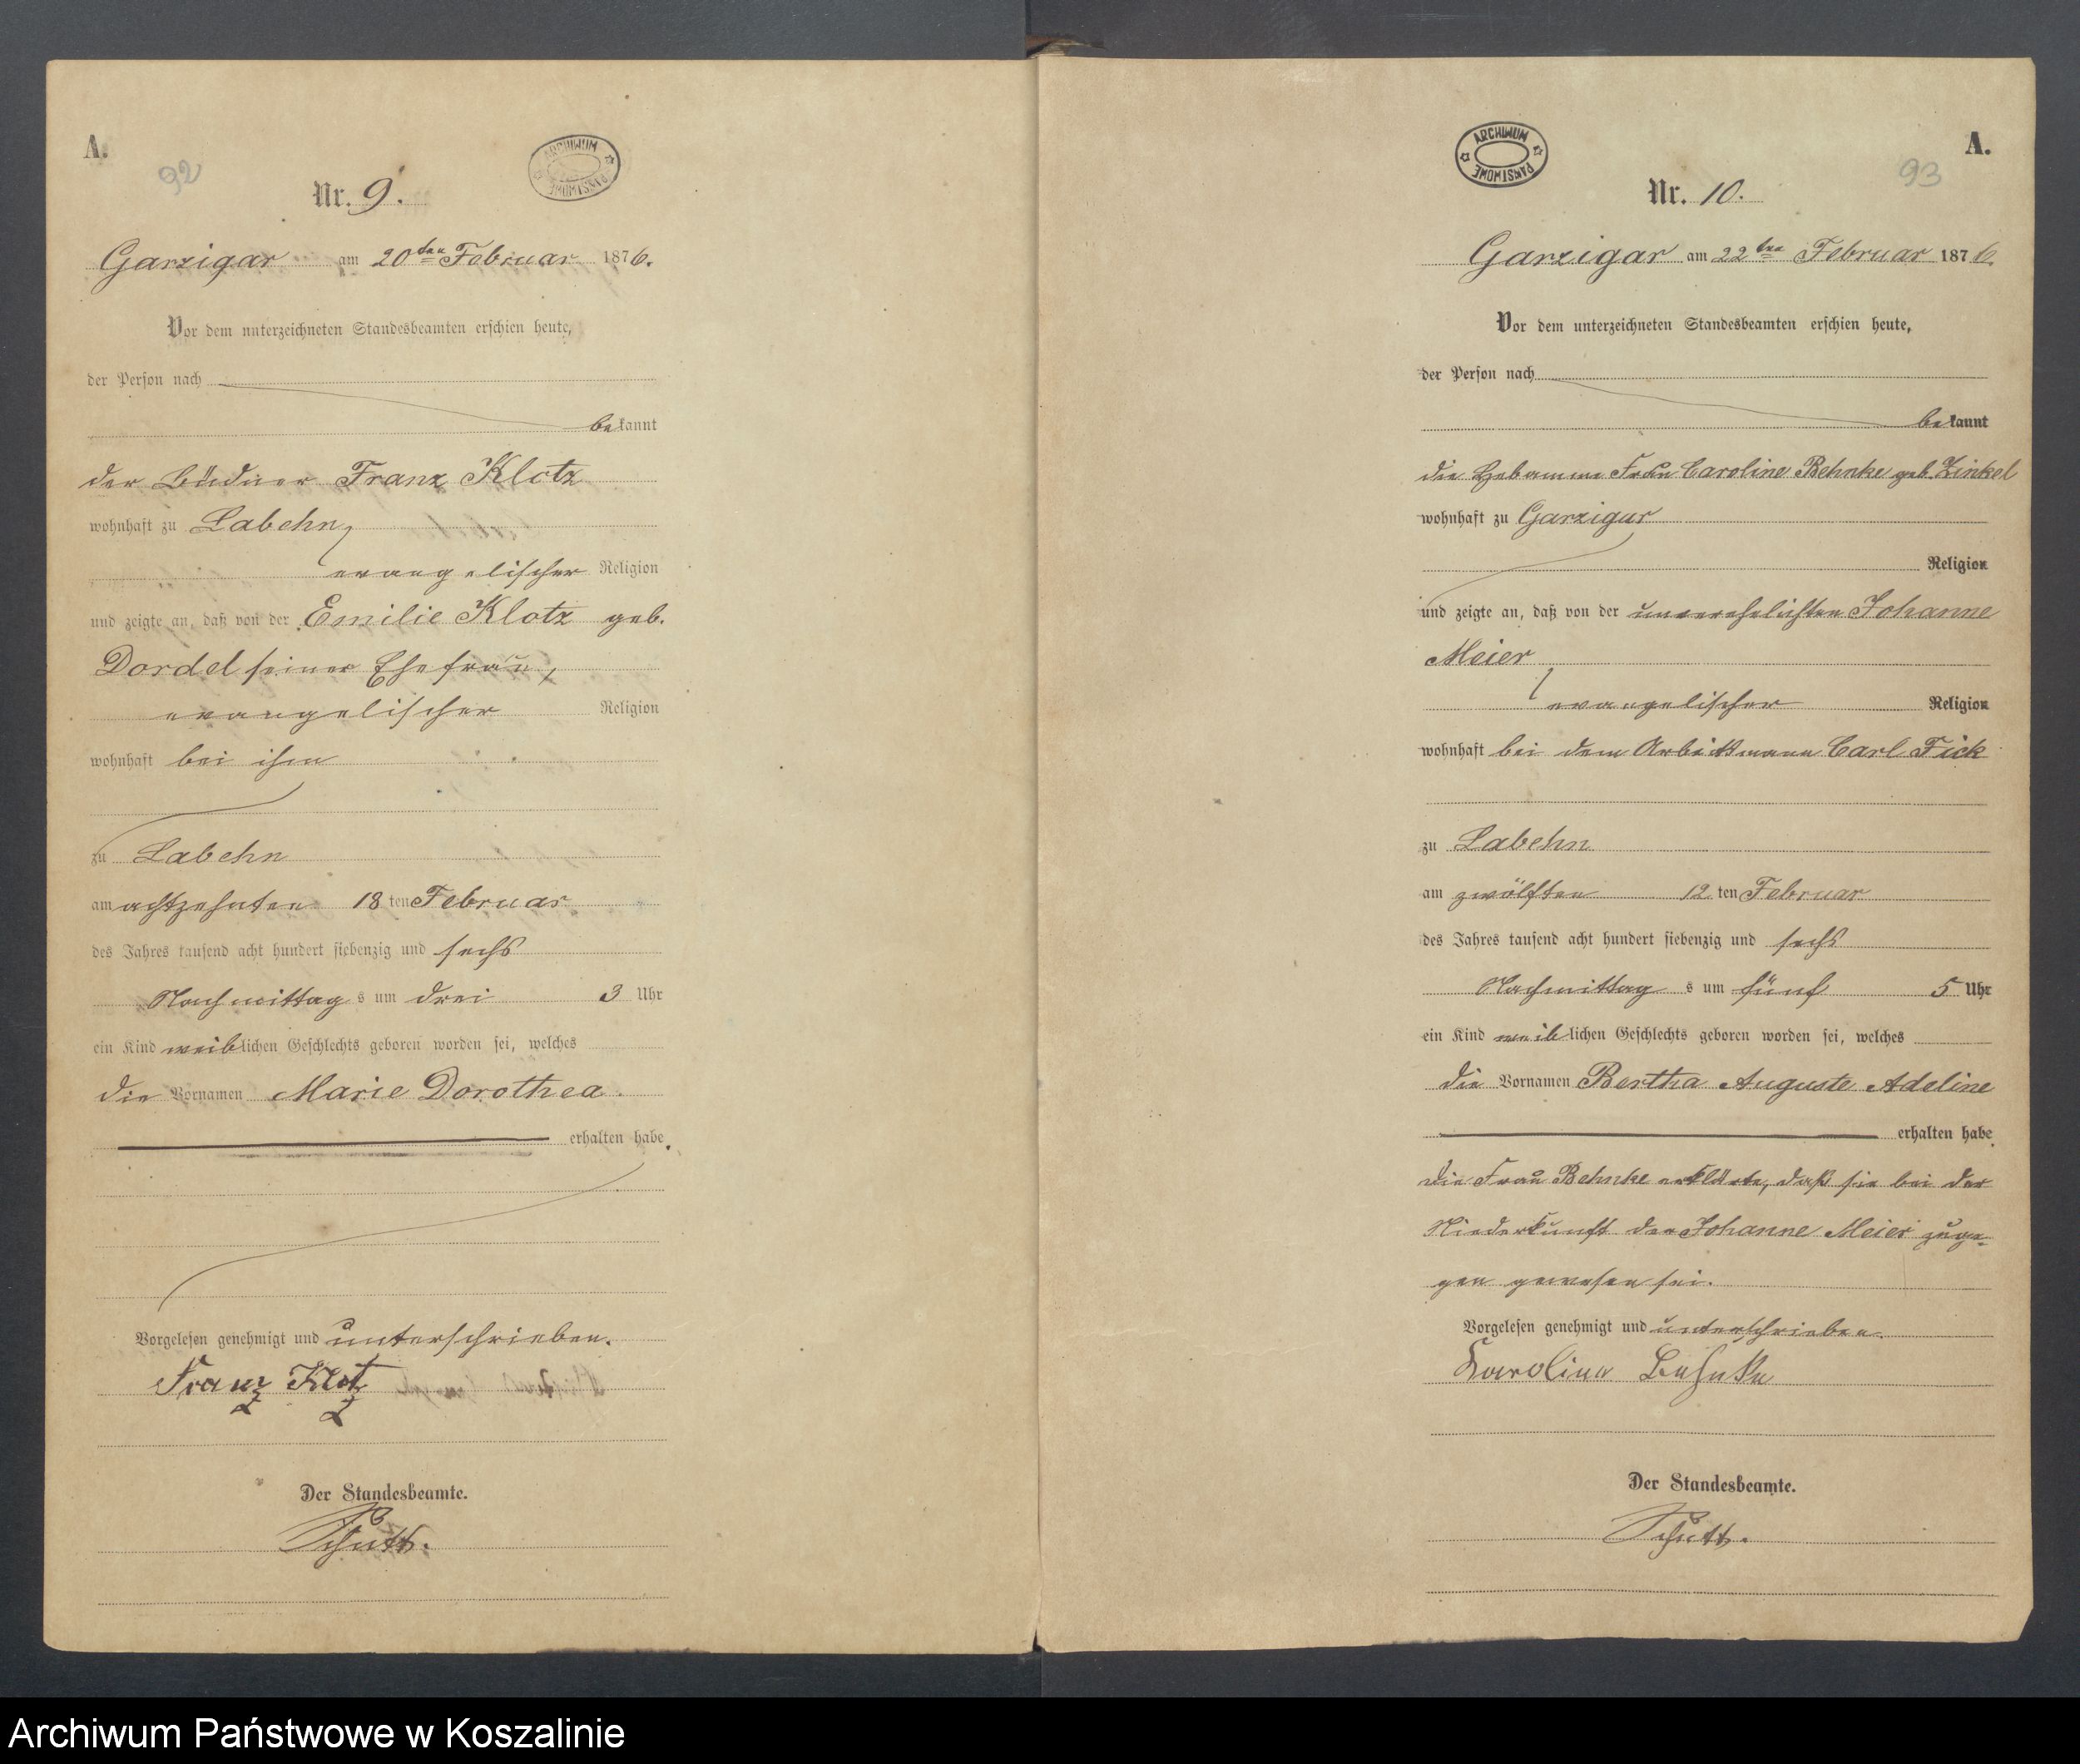 A.
92
ARCHIWUM PAŃSTWOWE
Nr. 9.
Garzigar am 20ten Februar 1876.
Vor dem unterzeichneten Standesbeamten erschien heute,
der Person nach
bekannt
der Büdner Franz Klotz
wohnhaft zu Labehn,
evangelischer Religion
und zeigte an, daß von der Emilie Klotz geb.
Dordel seiner Ehefrau,
evangelischer Religion
wohnhaft bei ihm
zu Labehn
am achtzehnten 18 ten Februar
des Jahres tausend acht hundert siebenzig und sechs
Nachmittags um drei 3 Uhr
ein Kind weiblichen Geschlechts geboren worden sei, welches
die Vornamen Marie Dorothea
erhalten habe.
Vorgelesen genehmigt und unterschrieben.
Franz Klotz
Der Standesbeamte.
Schutt.
ARCHIWUM PAŃSTWOWE
A.
93
Nr. 10.
Garzigar am 22ten Februar 1876.
Vor dem unterzeichneten Standesbeamten erschien heute,
der Person nach
bekannt
die Hebamme Frau Caroline Behnke geb. Zinkel
wohnhaft zu Garzigar
Religion
und zeigte an, daß von der unverehelichten Johanne
Meier,
evangelischer Religion
wohnhaft bei dem Arbeitsmann Carl Fick
zu Labehn
am zwölften 12 ten Februar
des Jahres tausend acht hundert siebenzig und sechs
Nachmittags um fünf 5 Uhr
ein Kind weiblichen Geschlechts geboren worden sei, welches
die Vornamen Bertha Auguste Adeline
erhalten habe.
Die Frau Behnke erklärte, daß sie bei der
Niederkunft der Johanne Meier zuge-
gen gewesen sei.
Vorgelesen genehmigt und unterschrieben.
Karoline Behnke
Der Standesbeamte.
Schutt.
Archiwum Państwowe w Koszalinie